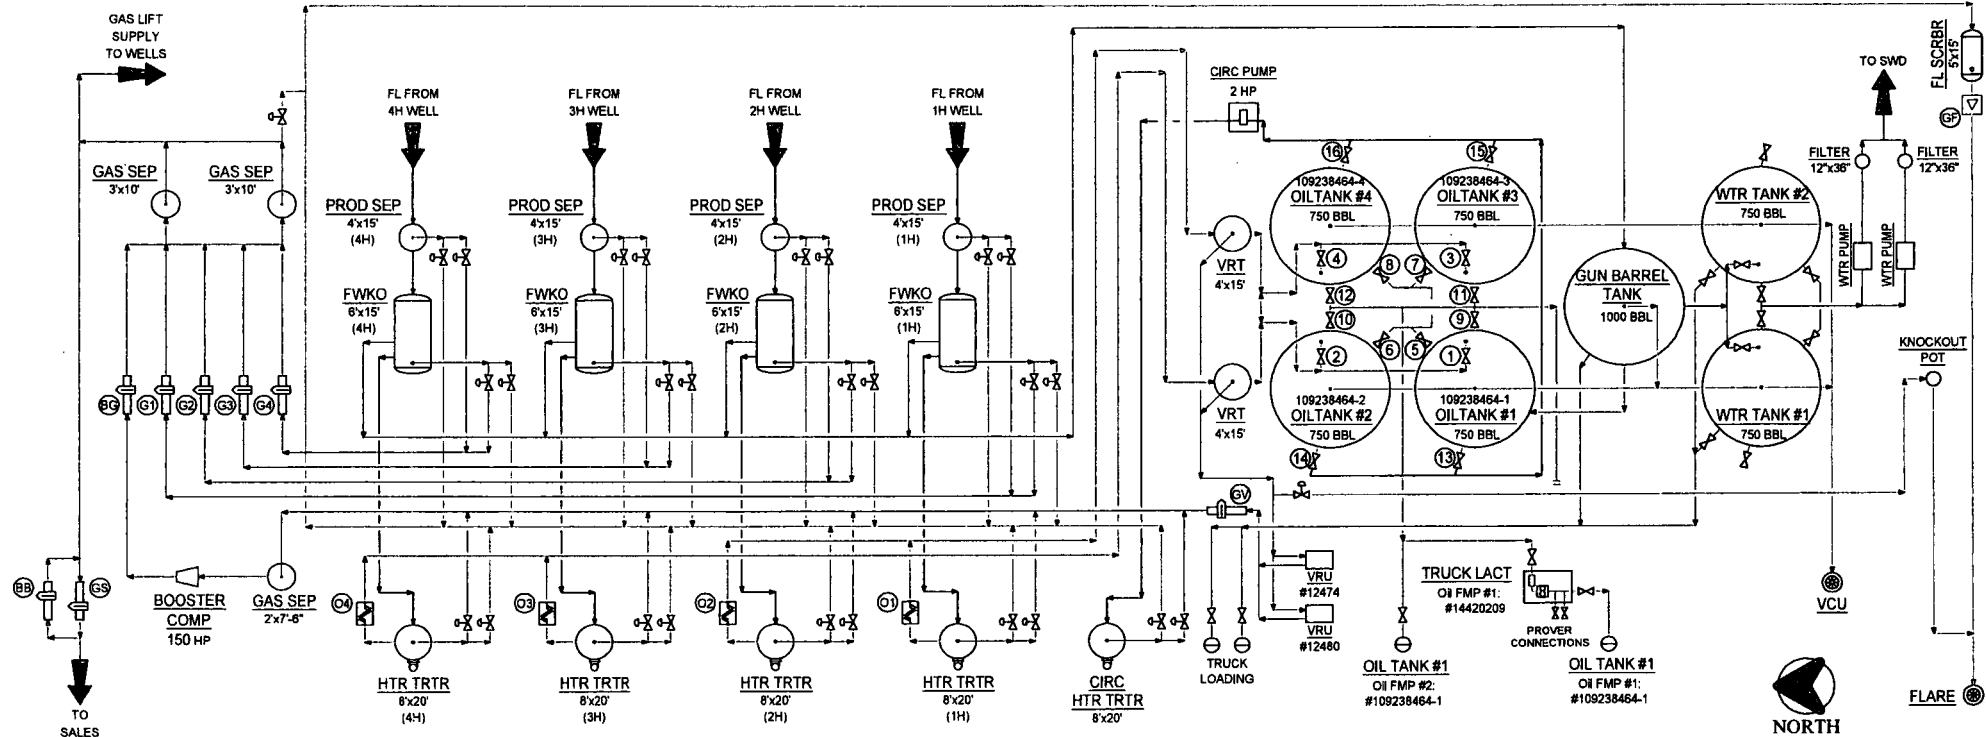 GAS LIFT
SUPPLY
TO WELLS
FL FROM
4H WELL
FL FROM
3H WELL
FL FROM
2H WELL
FL FROM
1H WELL
CIRC PUMP
2 HP
TO SWD
FL SCRBR
5'x15'
GF
GAS SEP
3'x10'
GAS SEP
3'x10'
PROD SEP
4'x15'
(4H)
PROD SEP
4'x15'
(3H)
PROD SEP
4'x15'
(2H)
PROD SEP
4'x15'
(1H)
FWKO
6'x15'
(4H)
FWKO
6'x15'
(3H)
FWKO
6'x15'
(2H)
FWKO
6'x15'
(1H)
VRT
4'x15'
VRT
4'x15'
16
15
109238464-4
OILTANK #4
750 BBL
109238464-3
OILTANK #3
750 BBL
4
8
7
3
12
11
10
9
2
6
5
1
109238464-2
OILTANK #2
750 BBL
109238464-1
OILTANK #1
750 BBL
14
13
GUN BARREL
TANK
1000 BBL
WTR TANK #2
750 BBL
WTR TANK #1
750 BBL
FILTER
12"x36"
FILTER
12"x36"
WTR PUMP
WTR PUMP
KNOCKOUT
POT
BG
G1
G2
G3
G4
GV
BB
GS
BOOSTER
COMP
150 HP
GAS SEP
2'x7'-6"
O4
O3
O2
O1
HTR TRTR
8'x20'
(4H)
HTR TRTR
8'x20'
(3H)
HTR TRTR
8'x20'
(2H)
HTR TRTR
8'x20'
(1H)
CIRC
HTR TRTR
8'x20'
TRUCK
LOADING
VRU
#12474
VRU
#12480
TRUCK LACT
Oil FMP #1:
#14420209
PROVER
CONNECTIONS
OIL TANK #1
Oil FMP #2:
#109238464-1
OIL TANK #1
Oil FMP #1:
#109238464-1
VCU
FLARE
NORTH
TO
SALES